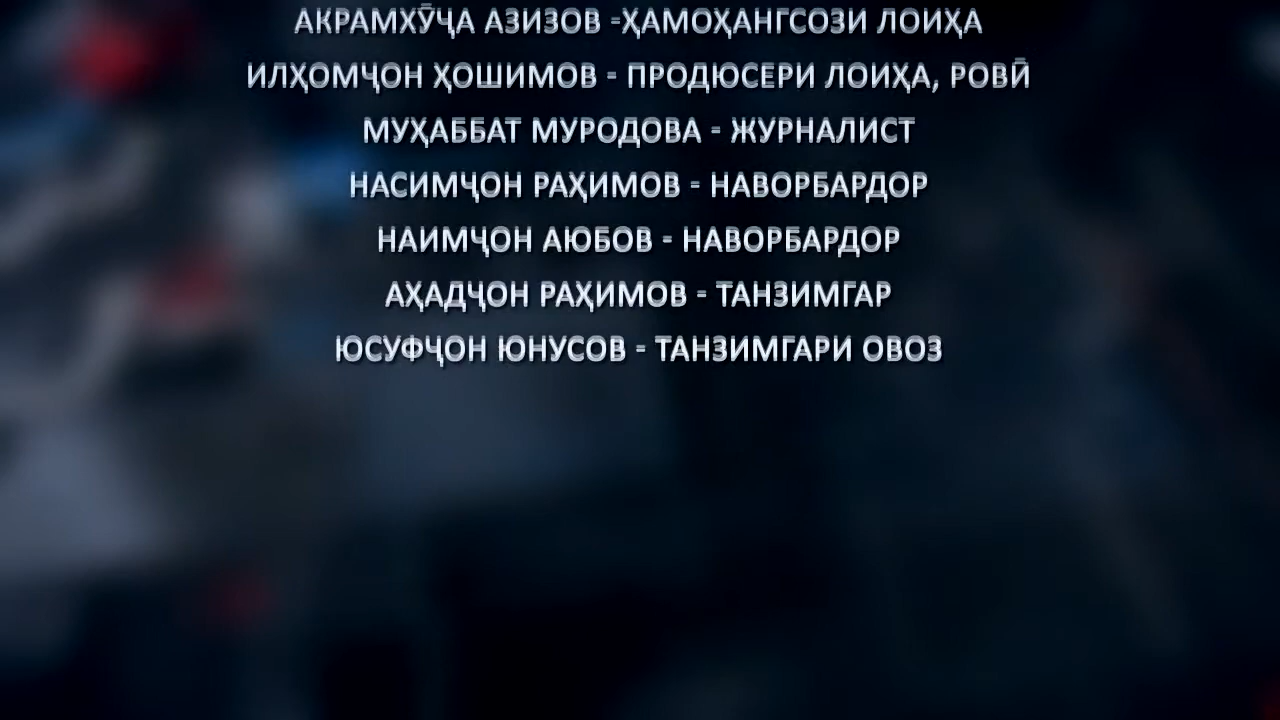 АКРАМХӮҶА АЗИЗОВ -ҲАМОҲАНГСОЗИ ЛОИҲА
ИЛҲОМҶОН ҲОШИМОВ - ПРОДЮСЕРИ ЛОИҲА, РОВӢ
МУҲАББАТ МУРОДОВА - ЖУРНАЛИСТ
НАСИМҶОН РАҲИМОВ - НАВОРБАРДОР
НАИМҶОН АЮБОВ - НАВОРБАРДОР
АҲАДҶОН РАҲИМОВ - ТАНЗИМГАР
ЮСУФҶОН ЮНУСОВ - ТАНЗИМГАРИ ОВОЗ